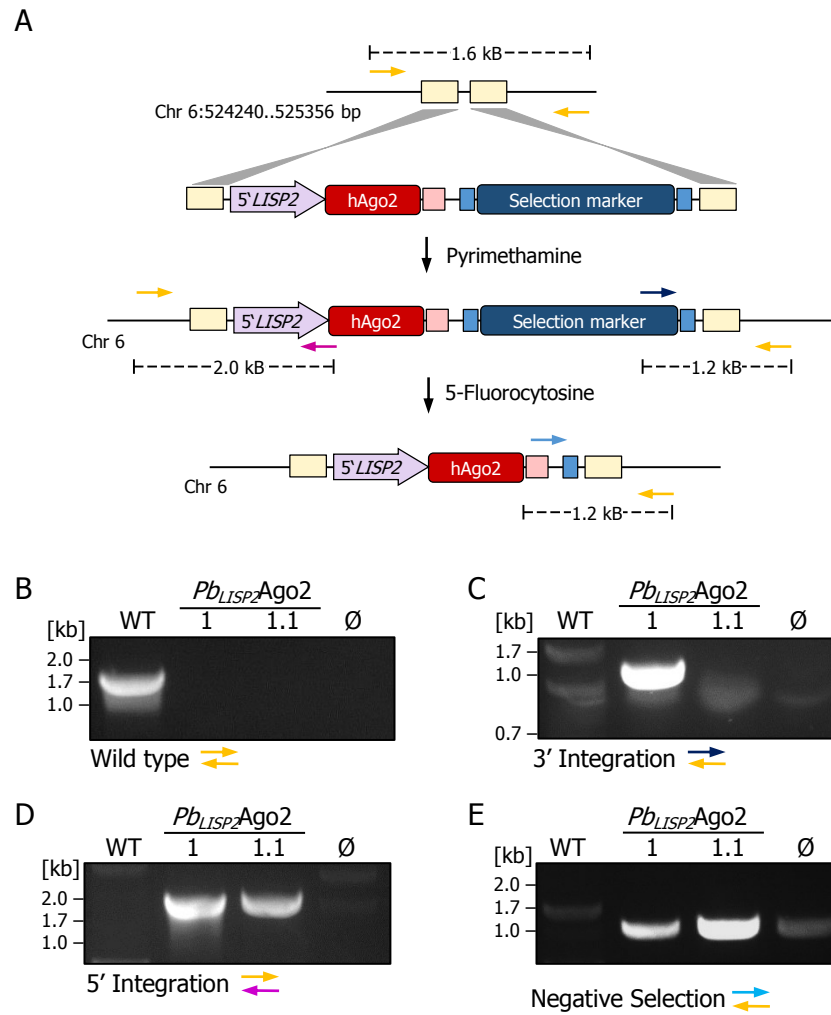 A
1.6 kB
Chr 6:524240..525356 bp
5‘LISP2 hAgo2 Selection marker
Pyrimethamine
5‘LISP2 hAgo2 Selection marker
Chr 6
2.0 kB 1.2 kB
5-Fluorocytosine
5‘LISP2 hAgo2
Chr 6
1.2 kB
B
PbLISP2Ago2
WT 1 1.1 Ø
[kb]
2.0
1.7
1.0
Wild type
C
PbLISP2Ago2
WT 1 1.1 Ø
[kb]
1.7
1.0
0.7
3′ Integration
D
PbLISP2Ago2
WT 1 1.1 Ø
[kb]
2.0
1.7
1.0
5′ Integration
E
PbLISP2Ago2
WT 1 1.1 Ø
[kb]
2.0
1.7
1.0
Negative Selection